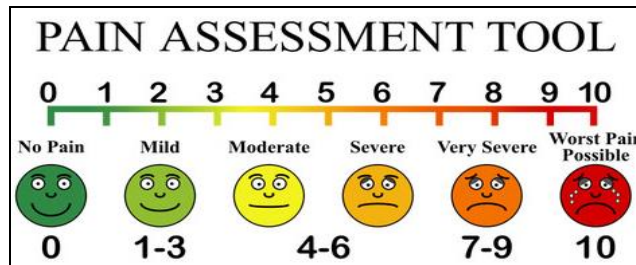 PAIN ASSESSMENT TOOL
0 1 2 3 4 5 6 7 8 9 10
No Pain Mild Moderate Severe Very Severe Worst Pain Possible
0 1-3 4-6 7-9 10